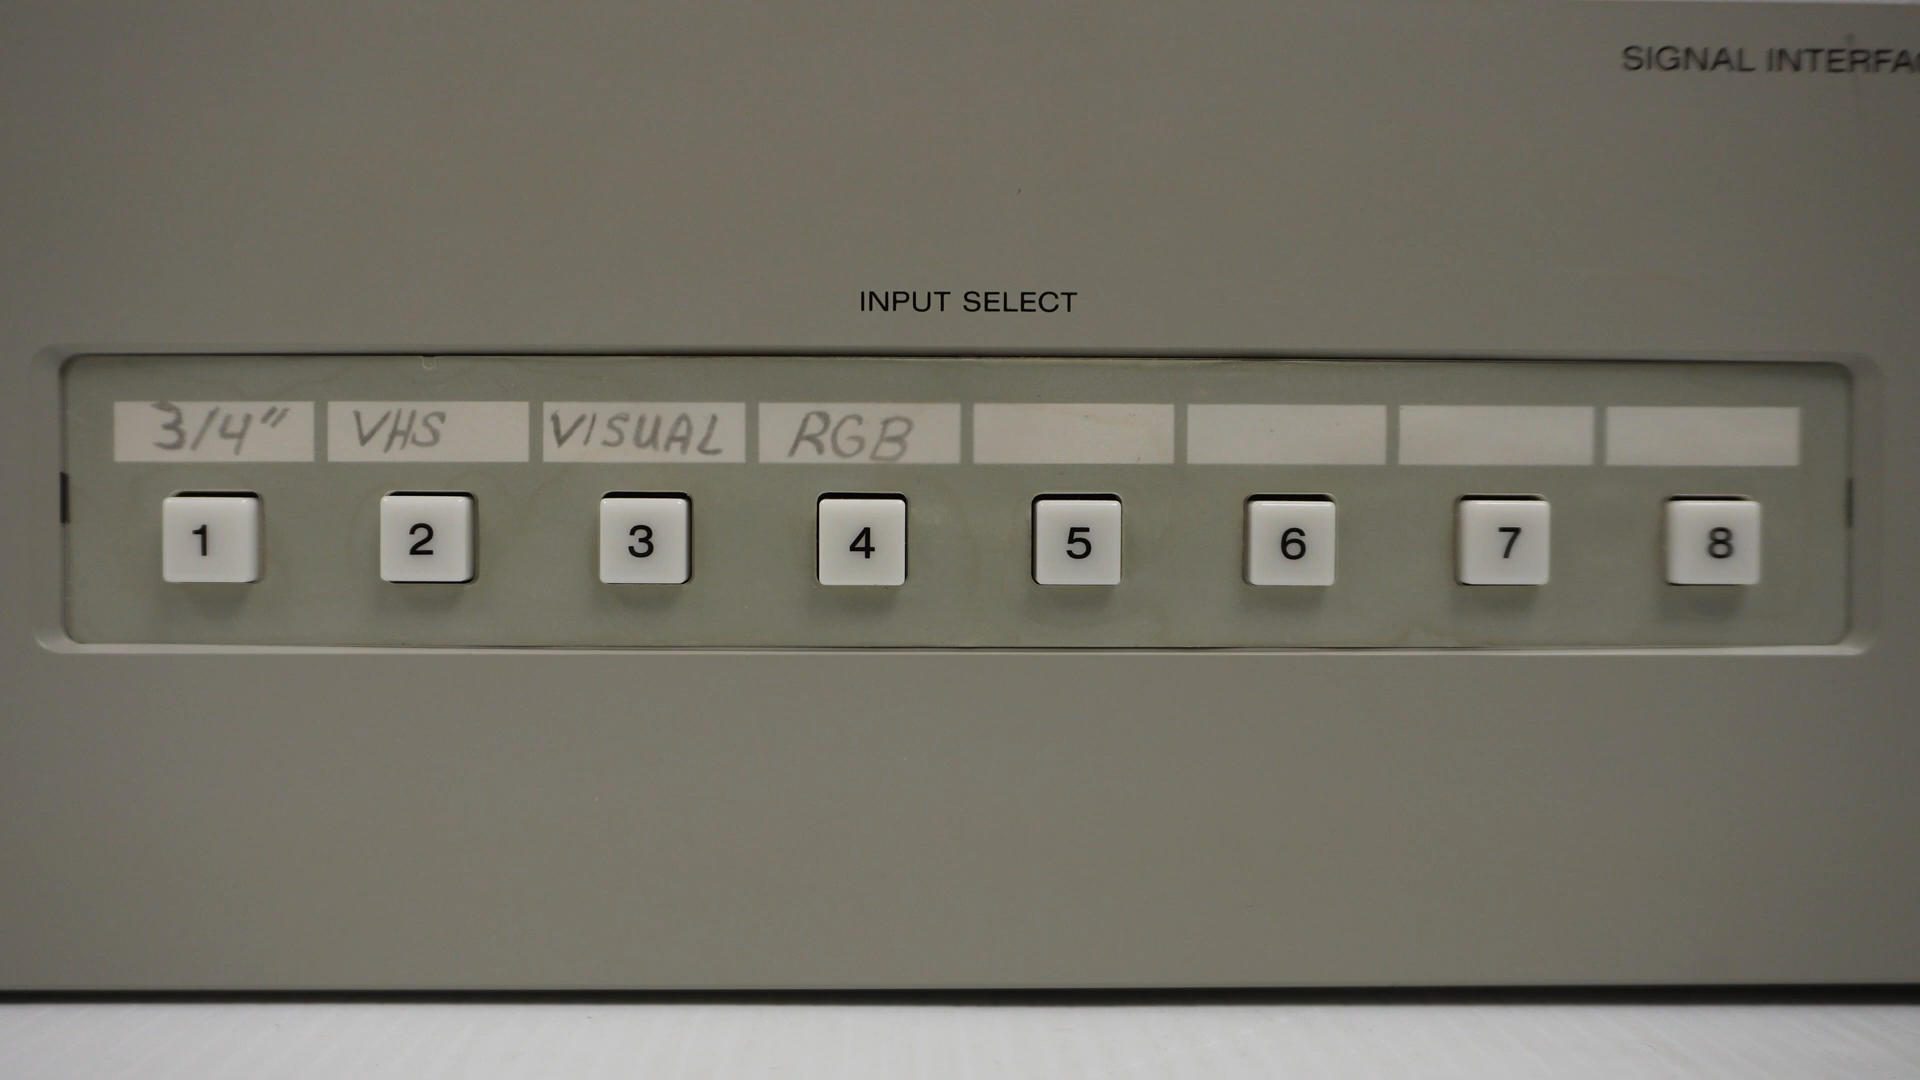 SIGNAL INTERFA
INPUT SELECT
3/4" VHS VISUAL RGB
1 2 3 4 5 6 7 8